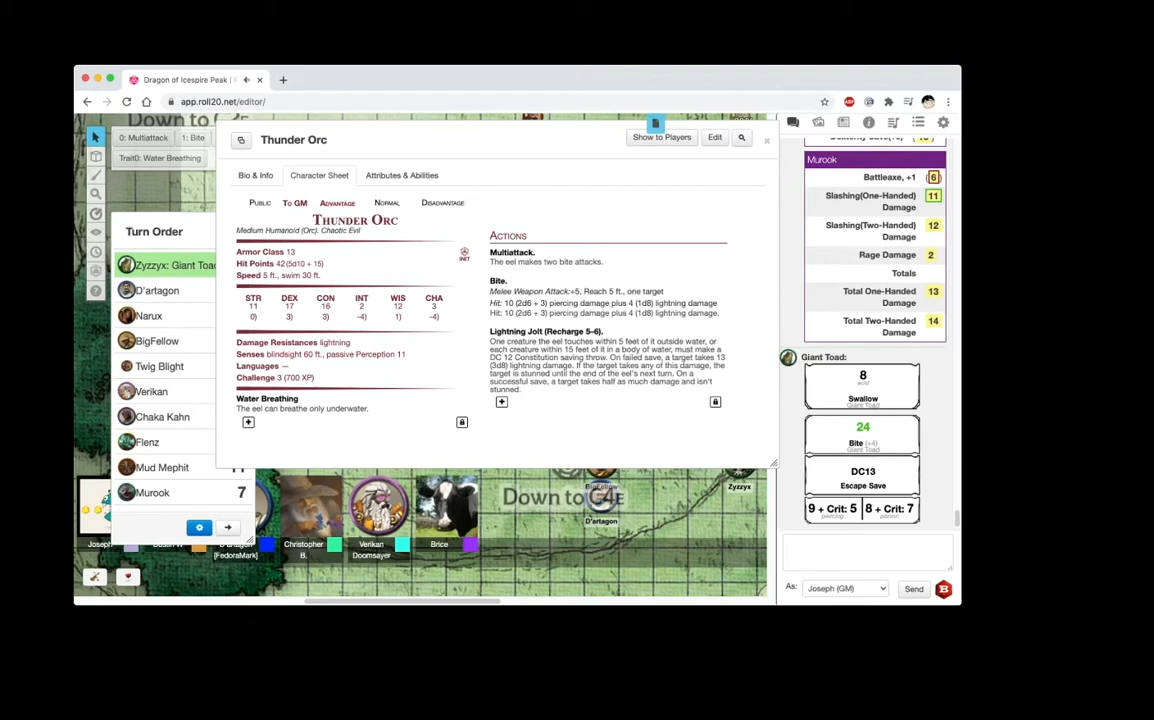 Dragon of Icespire Peak |
app.roll20.net/editor/
Down to
0: Multiattack
1: Bite
Trait0: Water Breathing
Thunder Orc
Show to Players
Edit
Bio & Info
Character Sheet
Attributes & Abilities
Public
To GM
Advantage
Normal
Disadvantage
Thunder Orc
Medium Humanoid (Orc). Chaotic Evil
Armor Class 13
Hit Points 42 (5d10 + 15)
Speed 5 ft., swim 30 ft.
INIT
STR DEX CON INT WIS CHA
11 17 16 2 12 3
0) 3) 3) -4) 1) -4)
Damage Resistances lightning
Senses blindsight 60 ft., passive Perception 11
Languages —
Challenge 3 (700 XP)
Water Breathing
The eel can breathe only underwater.
Actions
Multiattack.
The eel makes two bite attacks.
Bite.
Melee Weapon Attack:+5, Reach 5 ft., one target
Hit: 10 (2d6 + 3) piercing damage plus 4 (1d8) lightning damage
Hit: 10 (2d6 + 3) piercing damage plus 4 (1d8) lightning damage.
Lightning Jolt (Recharge 5-6).
One creature the eel touches within 5 feet of it outside water, or
each creature within 15 feet of it in a body of water, must make a
DC 12 Constitution saving throw. On failed save, a target takes 13
(3d8) lightning damage. If the target takes any of this damage, the
target is stunned until the end of the eel's next turn. On a
successful save, a target takes half as much damage and isn't
stunned.
Turn Order
Zyzzyx: Giant Toad
D'artagon
Narux
BigFellow
Twig Blight
Verikan
Chaka Kahn
Flenz
Mud Mephit
Murook 7
Joseph
D'artagon
[FedoraMark]
Christopher
B.
Verikan
Doomsayer
Brice
Down to
BigFellow
D'artagon
Zyzzyx
Murook
Battleaxe, +1 6
Slashing(One-Handed) 11
Damage
Slashing(Two-Handed) 12
Damage
Rage Damage 2
Totals
Total One-Handed 13
Damage
Total Two-Handed 14
Damage
Giant Toad:
8
acid
Swallow
Giant Toad
24
Bite (+4)
Giant Toad
DC13
Escape Save
9 + Crit: 5 8 + Crit: 7
piercing poison
As:
Joseph (GM)
Send